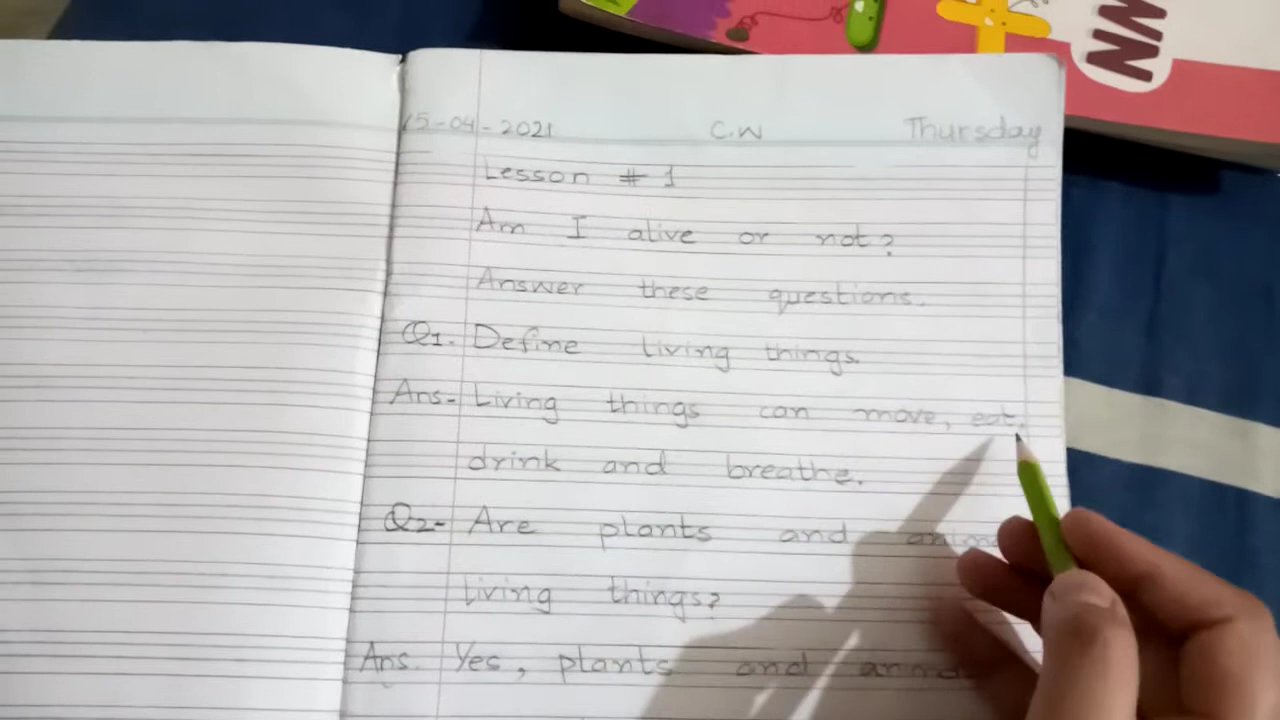 15-04-2021 C.W Thursday
Lesson # 1
Am I alive or not?
Answer these questions.
Q1. Define living things.
Ans- Living things can move, eat,
drink and breathe.
Q2- Are plants and
living things?
Ans. Yes, plants and